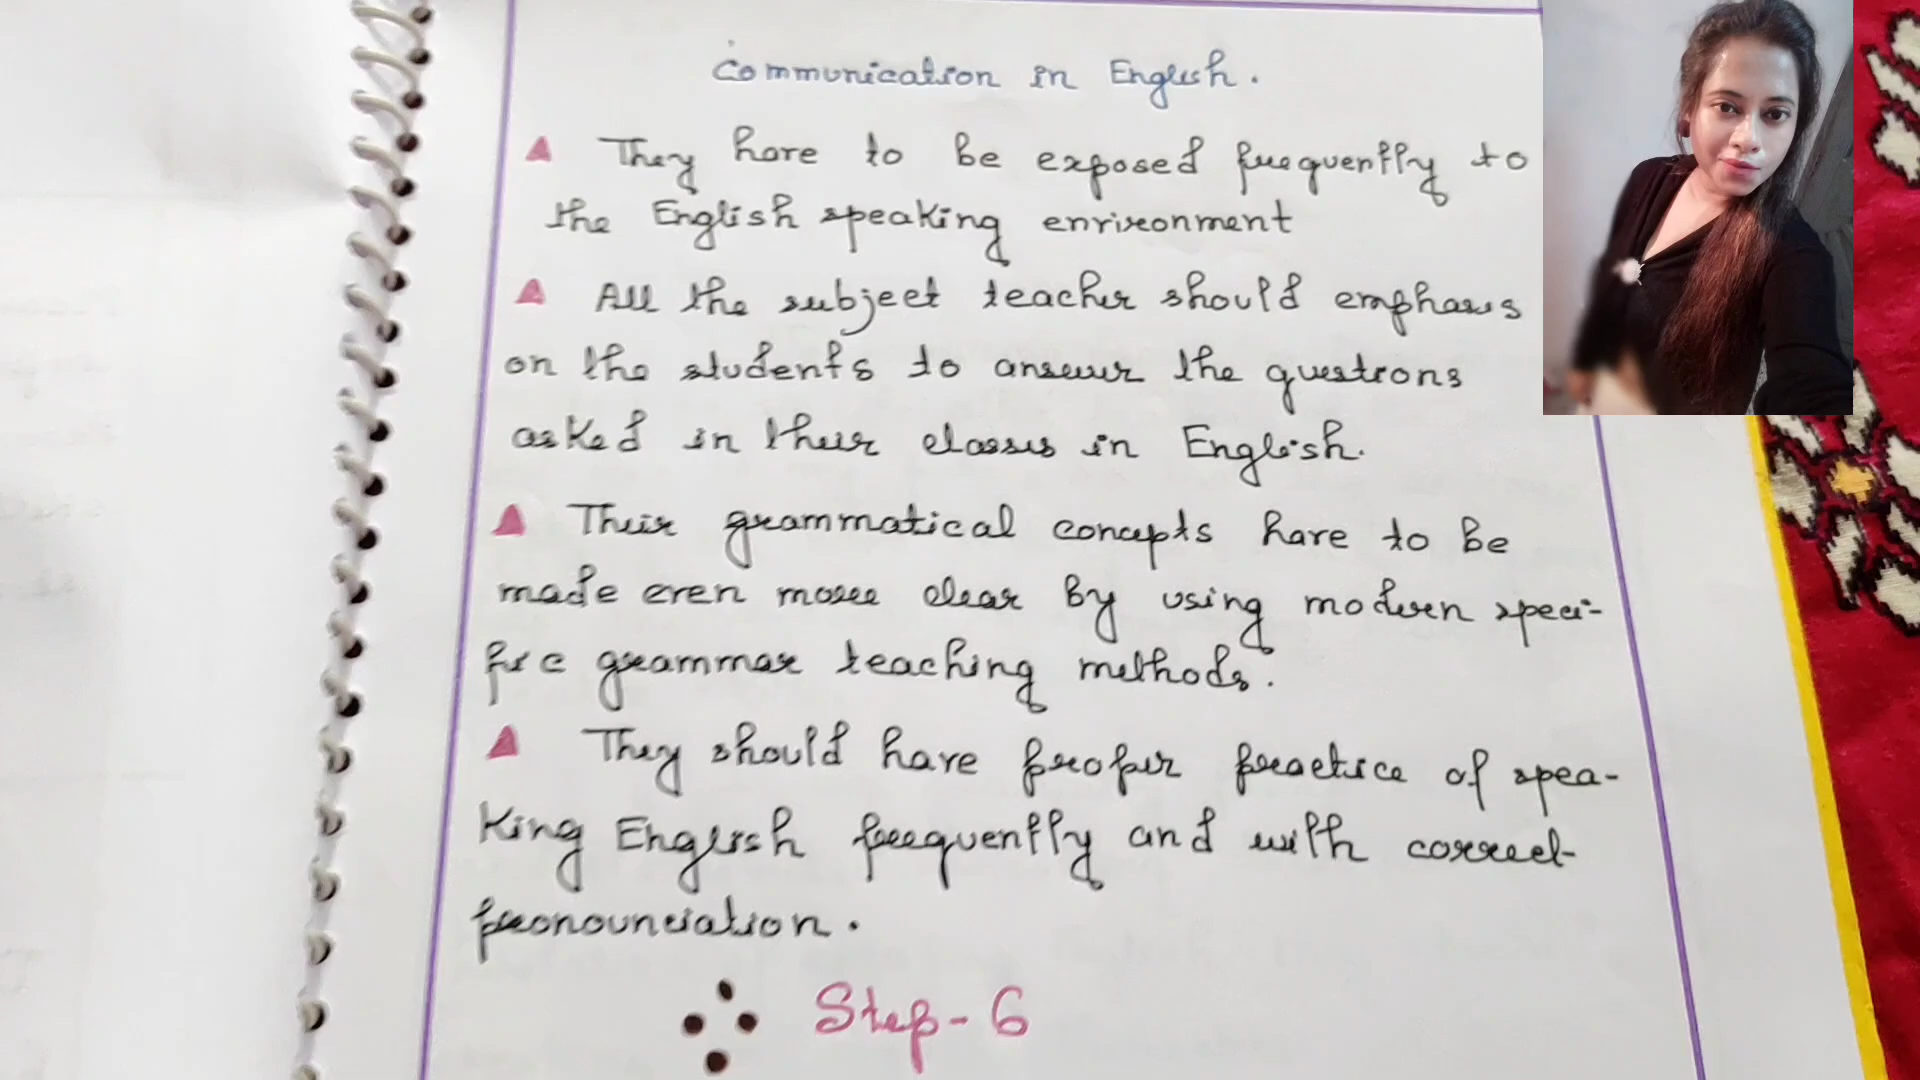 Communication in English.
They have to be exposed frequently to
the English speaking environment
All the subject teacher should emphasis
on the students to answer the questions
asked in their classes in English.
Their grammatical concepts have to be
made even more clear by using modern speci-
fic grammar teaching methods.
They should have proper practice of spea-
king English frequently and with correct
pronounciation.
Step-6